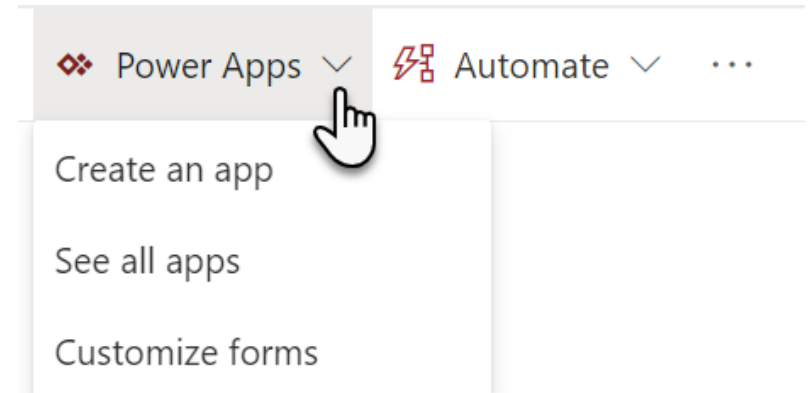 Power Apps Automate ...
Create an app
See all apps
Customize forms